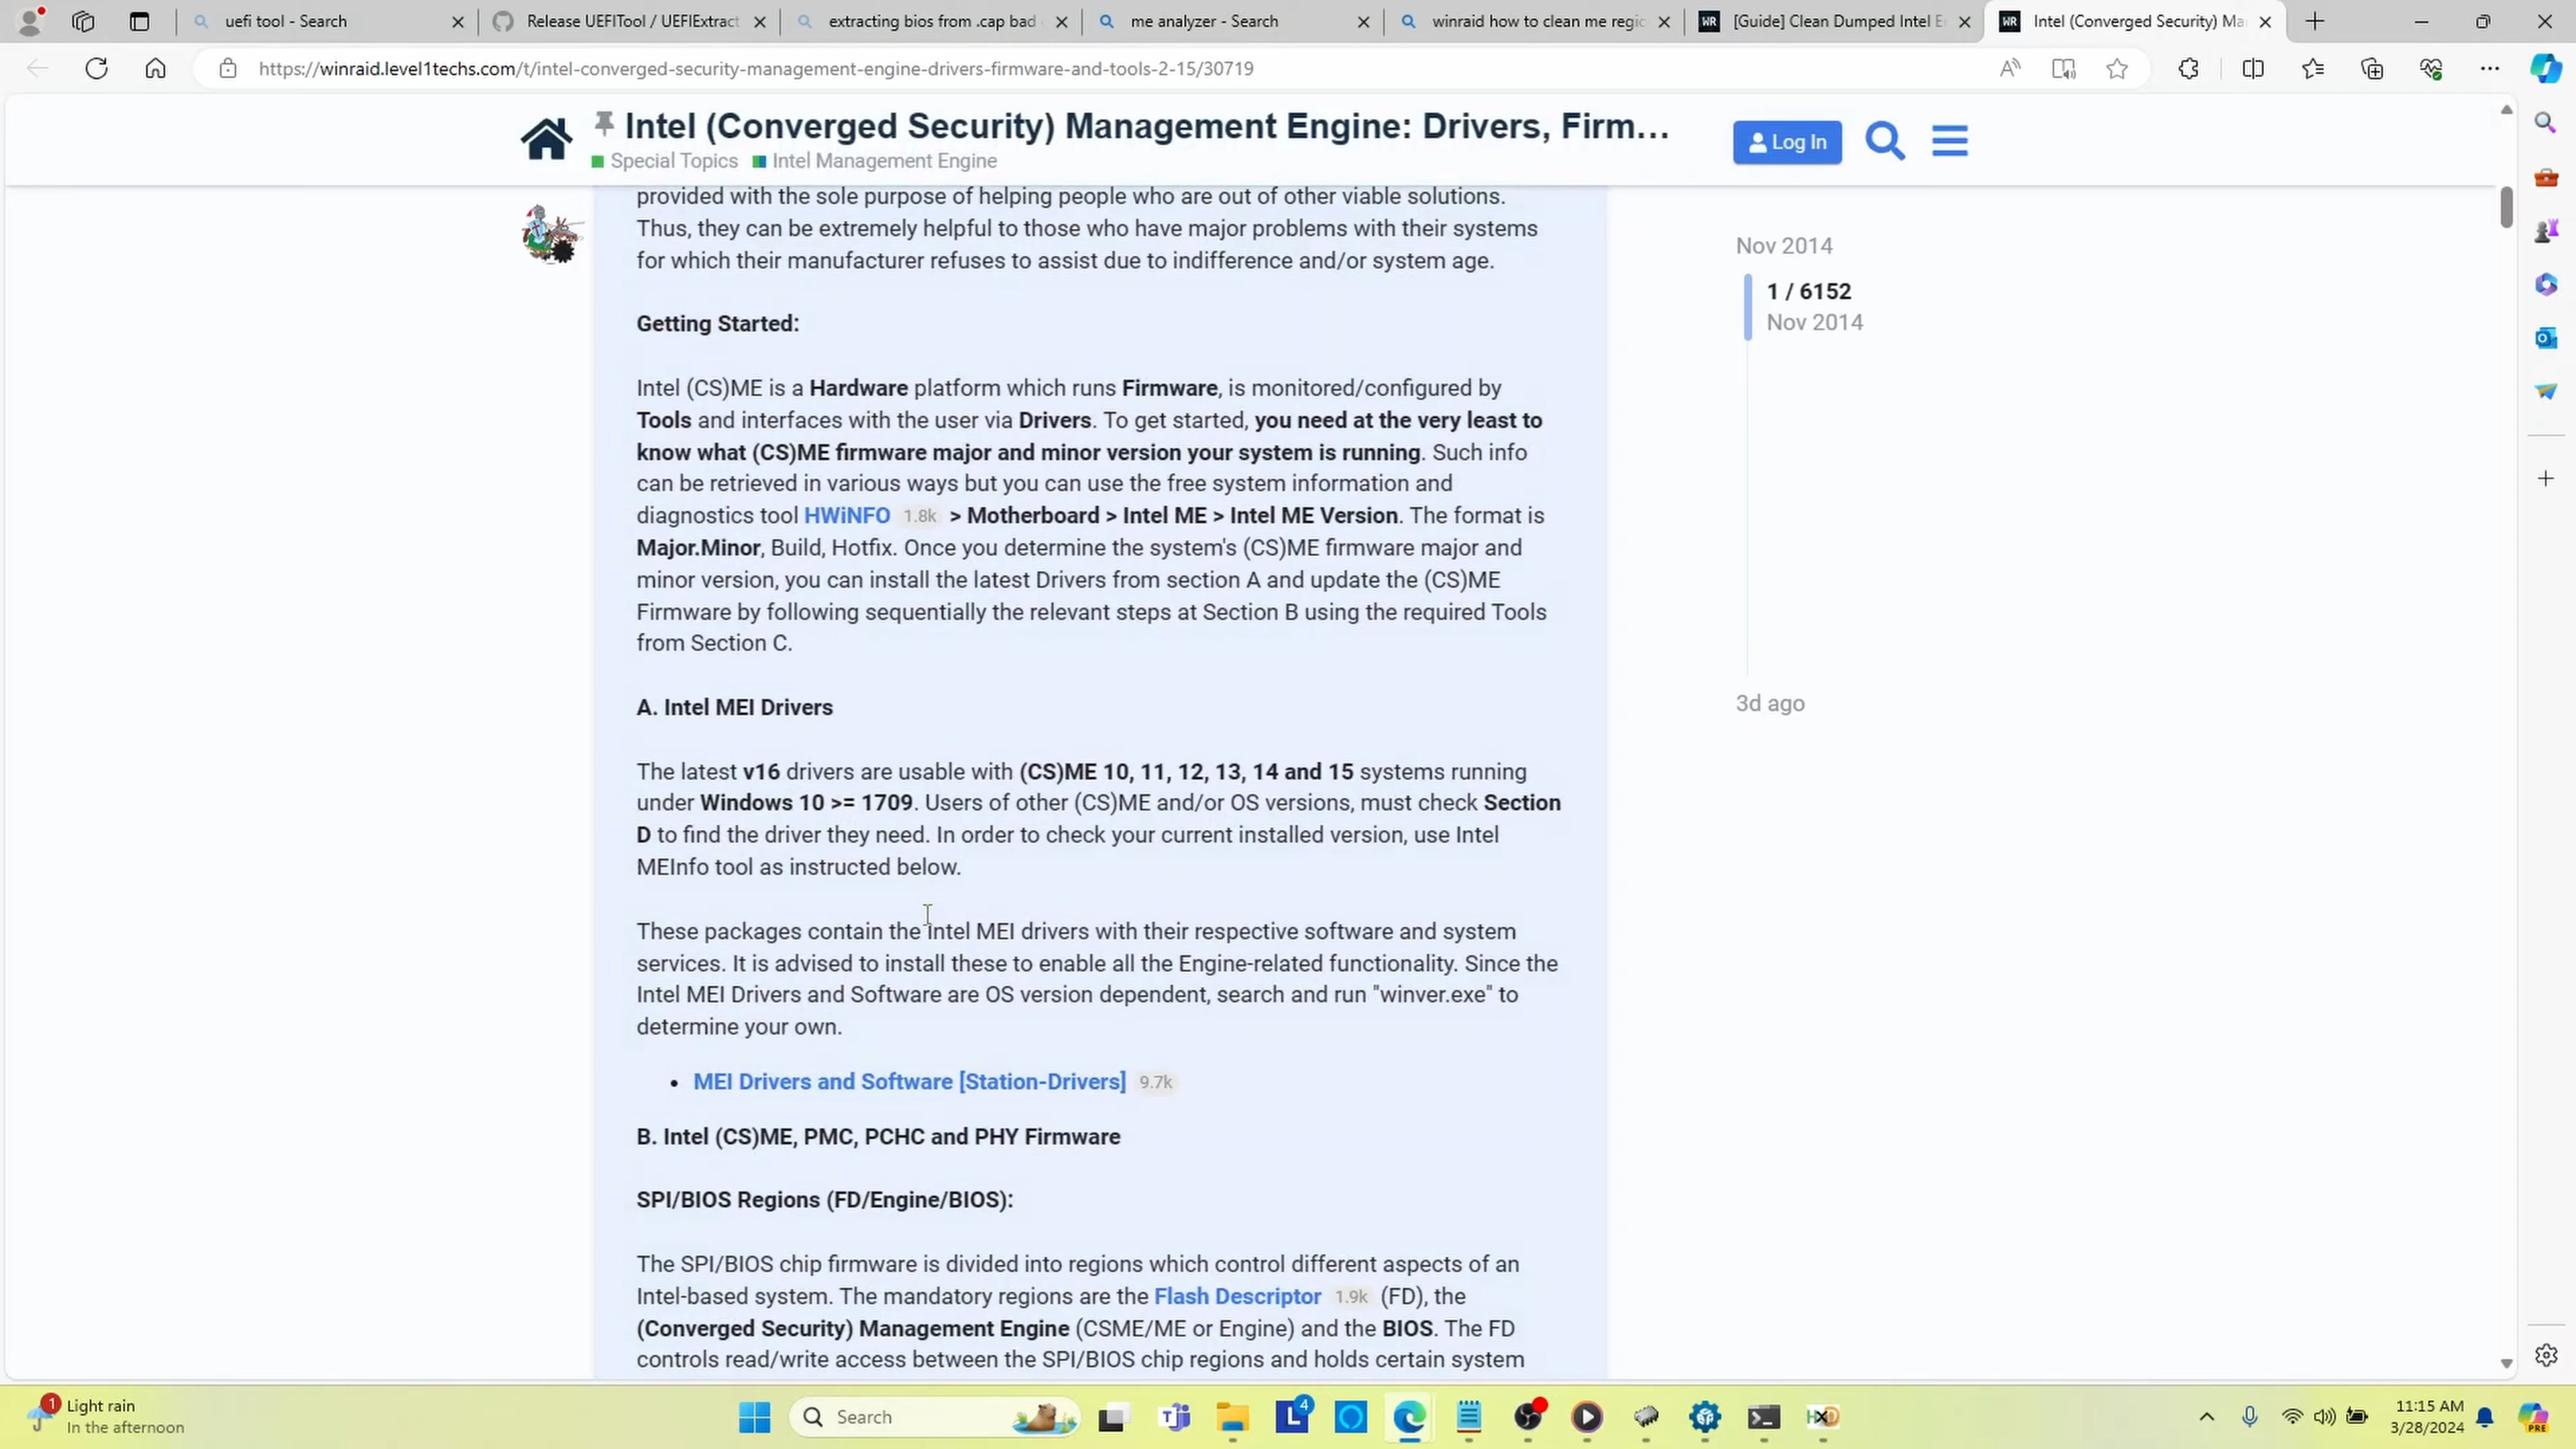 uefi tool - Search
Release UEFITool / UEFIExtract
extracting bios from .cap bad
me analyzer - Search
winraid how to clean me regio
[Guide] Clean Dumped Intel E
Intel (Converged Security) Ma
https://winraid.level1techs.com/t/intel-converged-security-management-engine-drivers-firmware-and-tools-2-15/30719
Intel (Converged Security) Management Engine: Drivers, Firm...
Special Topics Intel Management Engine
Log In
provided with the sole purpose of helping people who are out of other viable solutions.
Thus, they can be extremely helpful to those who have major problems with their systems
for which their manufacturer refuses to assist due to indifference and/or system age.
Getting Started:
Intel (CS)ME is a Hardware platform which runs Firmware, is monitored/configured by
Tools and interfaces with the user via Drivers. To get started, you need at the very least to
know what (CS)ME firmware major and minor version your system is running. Such info
can be retrieved in various ways but you can use the free system information and
diagnostics tool HWiNFO 1.8k > Motherboard > Intel ME > Intel ME Version. The format is
Major.Minor, Build, Hotfix. Once you determine the system's (CS)ME firmware major and
minor version, you can install the latest Drivers from section A and update the (CS)ME
Firmware by following sequentially the relevant steps at Section B using the required Tools
from Section C.
A. Intel MEI Drivers
The latest v16 drivers are usable with (CS)ME 10, 11, 12, 13, 14 and 15 systems running
under Windows 10 >= 1709. Users of other (CS)ME and/or OS versions, must check Section
D to find the driver they need. In order to check your current installed version, use Intel
MEInfo tool as instructed below.
These packages contain the Intel MEI drivers with their respective software and system
services. It is advised to install these to enable all the Engine-related functionality. Since the
Intel MEI Drivers and Software are OS version dependent, search and run "winver.exe" to
determine your own.
• MEI Drivers and Software [Station-Drivers] 9.7k
B. Intel (CS)ME, PMC, PCHC and PHY Firmware
SPI/BIOS Regions (FD/Engine/BIOS):
The SPI/BIOS chip firmware is divided into regions which control different aspects of an
Intel-based system. The mandatory regions are the Flash Descriptor 1.9k (FD), the
(Converged Security) Management Engine (CSME/ME or Engine) and the BIOS. The FD
controls read/write access between the SPI/BIOS chip regions and holds certain system
Nov 2014
1 / 6152
Nov 2014
3d ago
1
Light rain
In the afternoon
Search
4
11:15 AM
3/28/2024
PRE